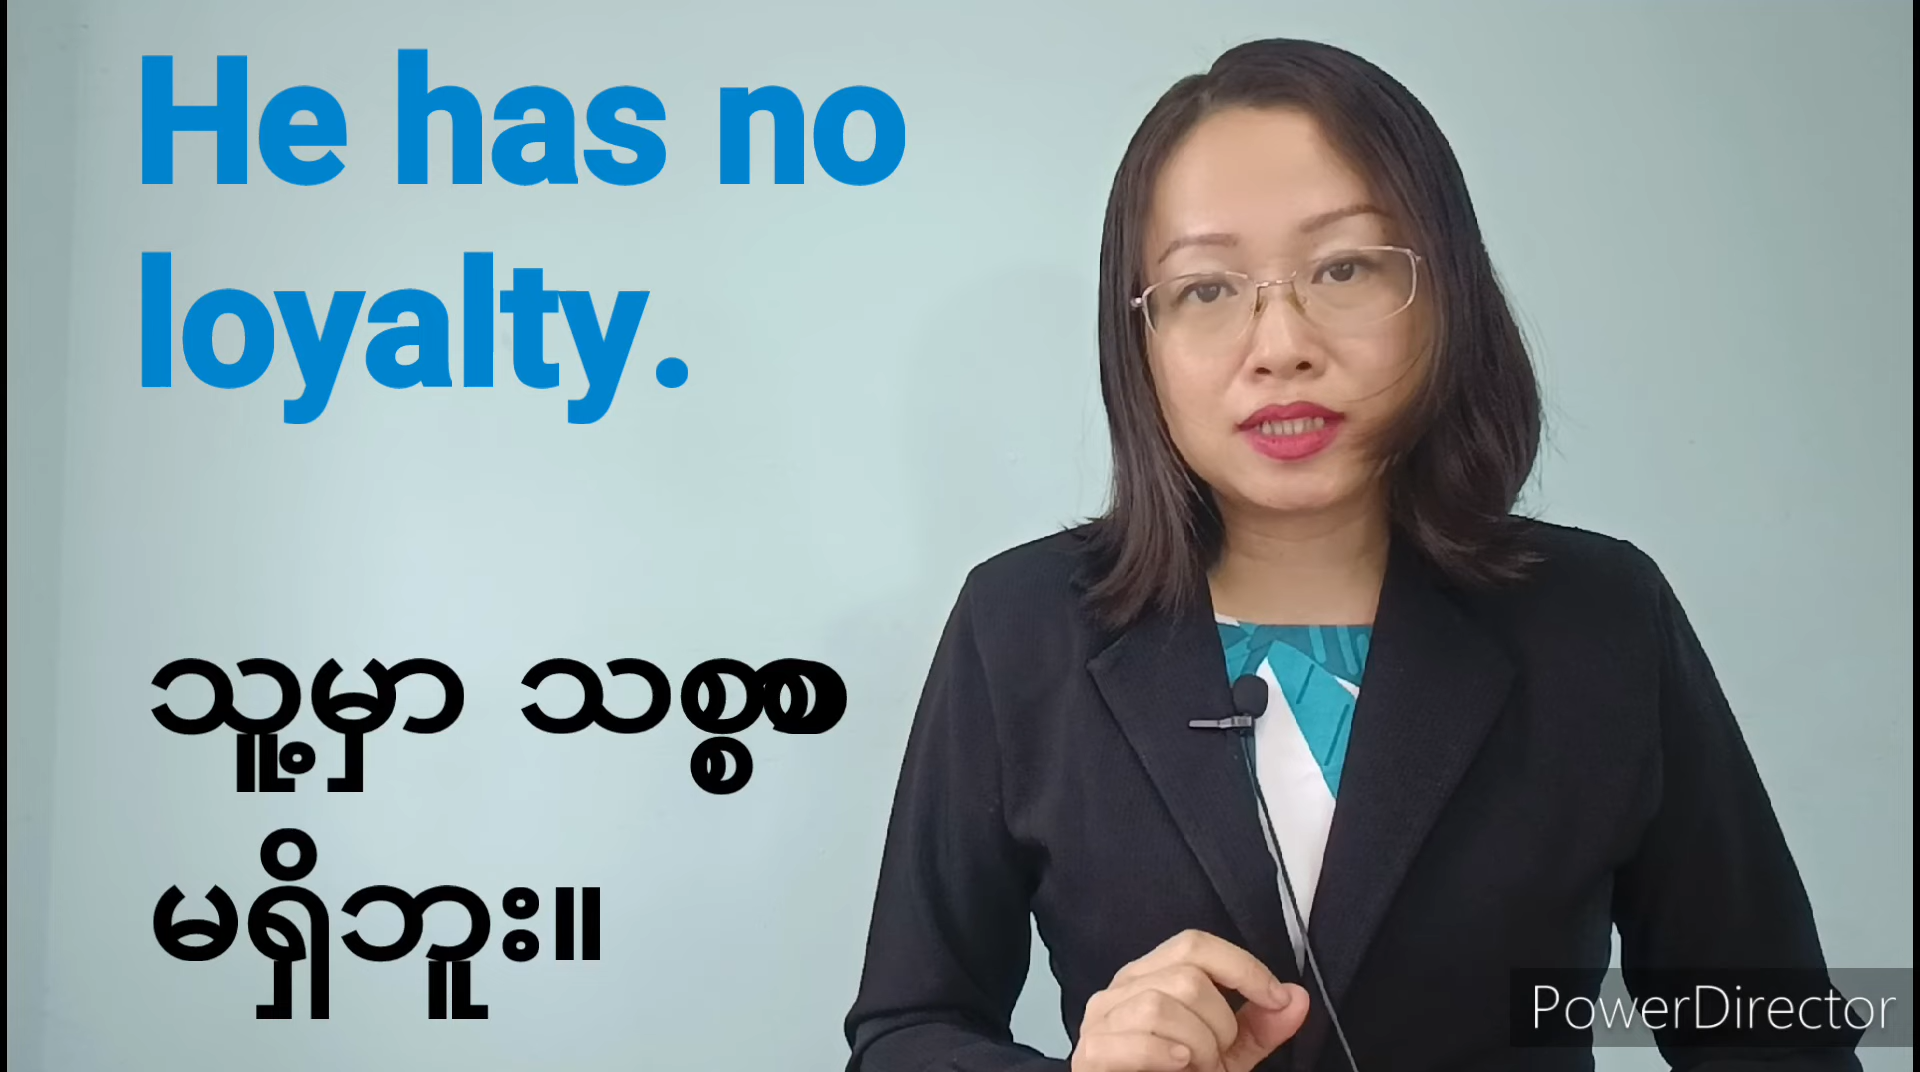 He has no
loyalty.
သူ့မှာ သစ္စာ
မရှိဘူး။
PowerDirector